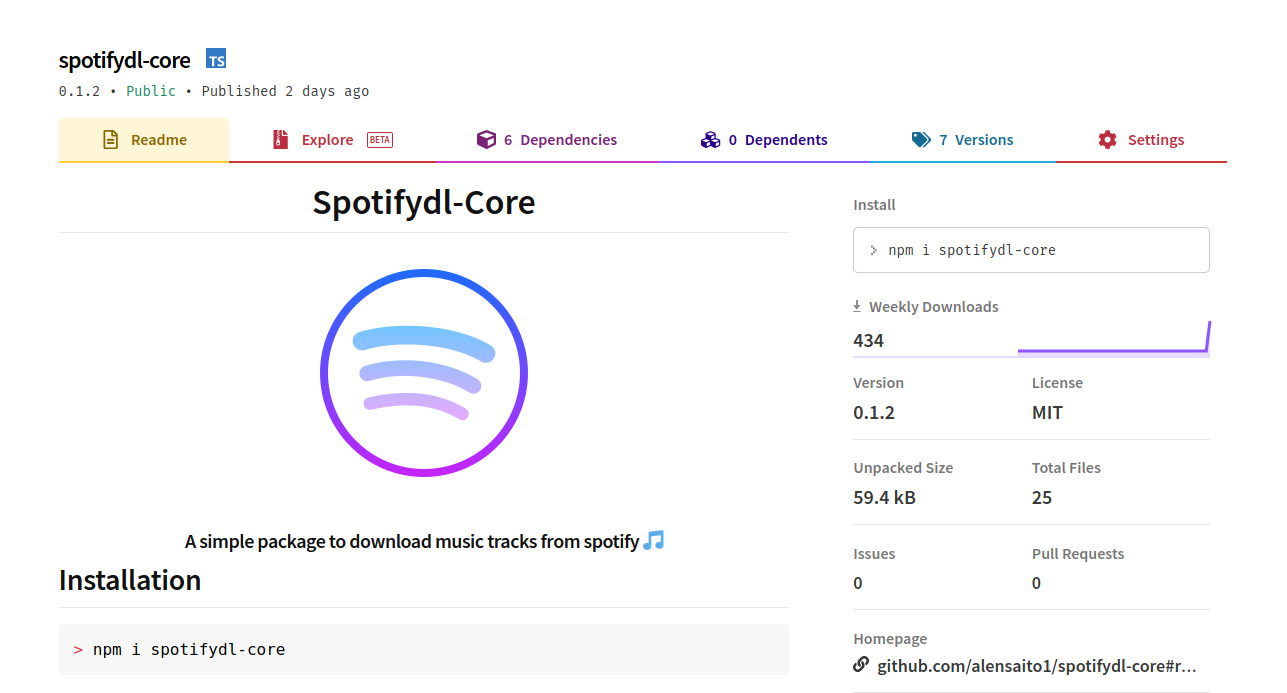 spotifydl-core TS
0.1.2 • Public • Published 2 days ago
Readme
Explore BETA
6 Dependencies
0 Dependents
7 Versions
Settings
Spotifydl-Core
A simple package to download music tracks from spotify 🎵
Installation
> npm i spotifydl-core
Install
> npm i spotifydl-core
Weekly Downloads
434
Version License
0.1.2 MIT
Unpacked Size Total Files
59.4 kB 25
Issues Pull Requests
0 0
Homepage
github.com/alensaito1/spotifydl-core#r...